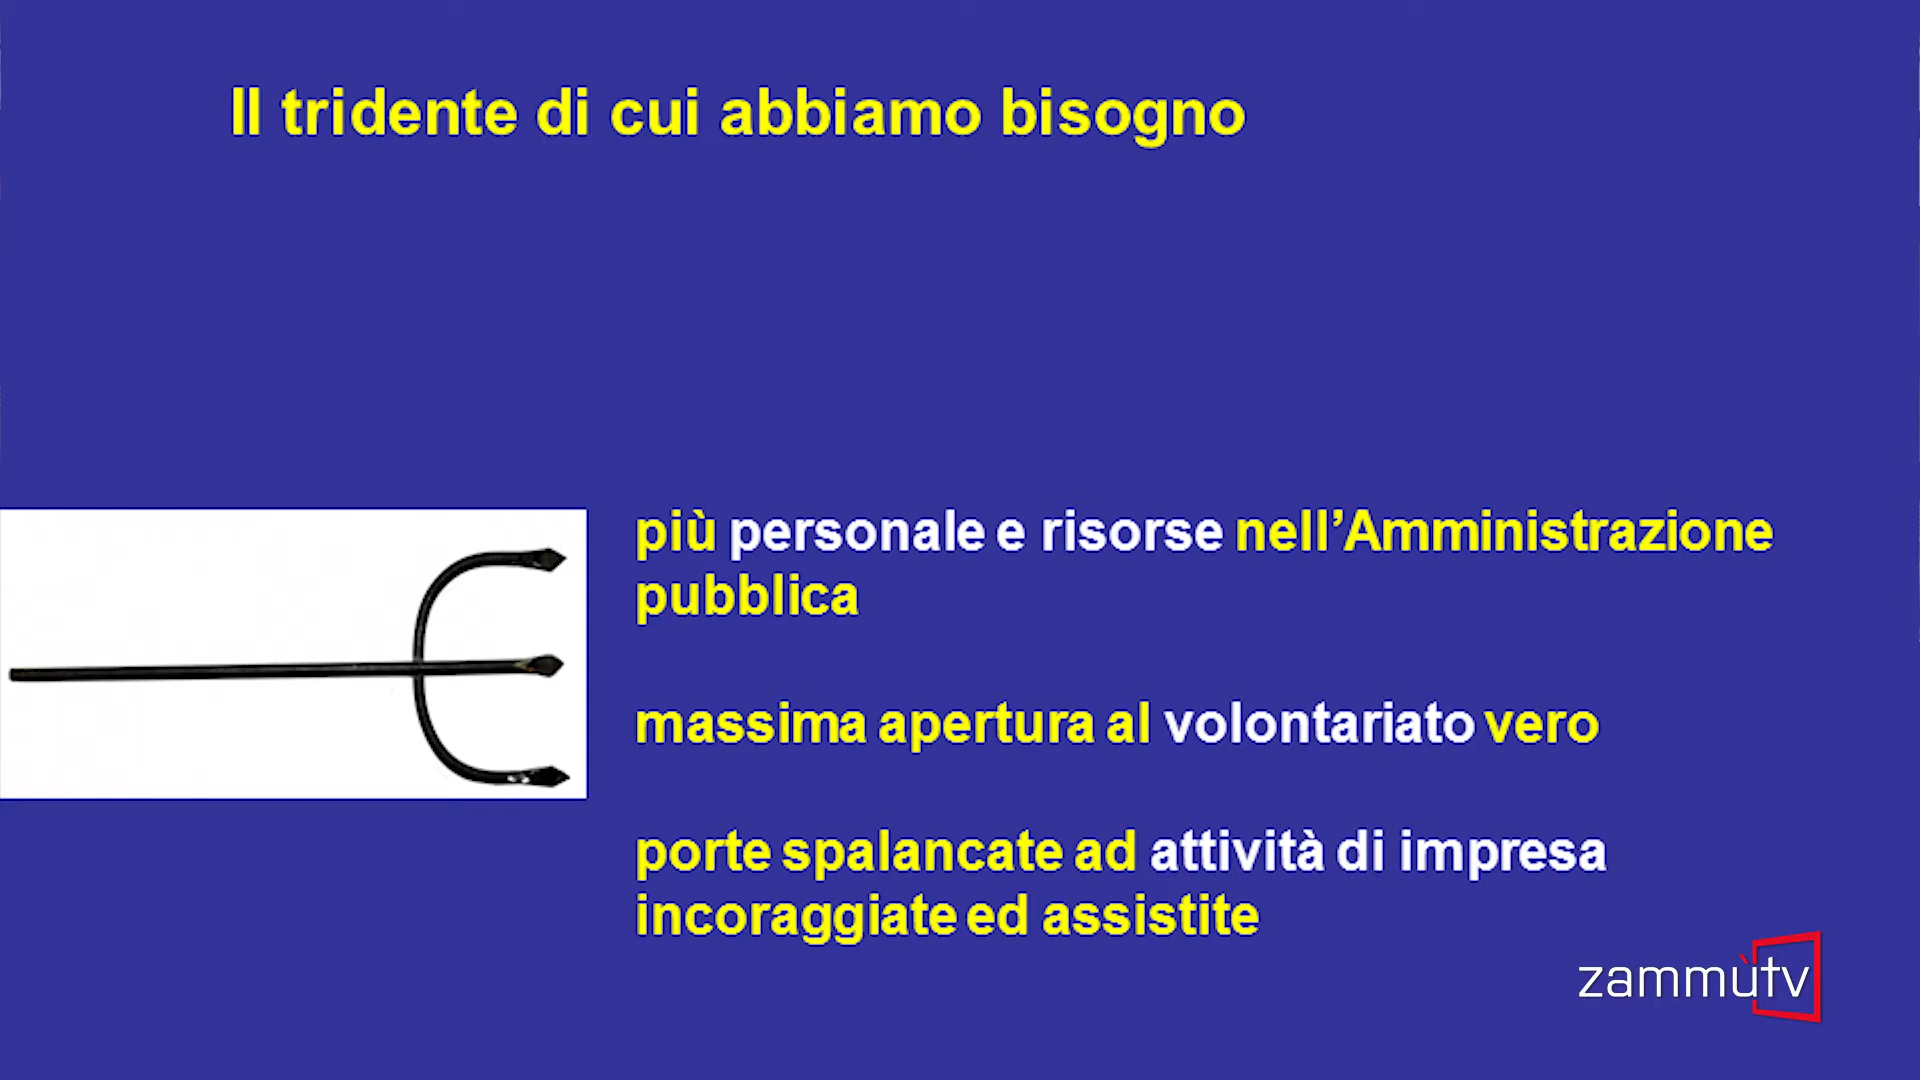 Il tridente di cui abbiamo bisogno
più personale e risorse nell’Amministrazione
pubblica
massima apertura al volontariato vero
porte spalancate ad attività di impresa
incoraggiate ed assistite
zammùtv